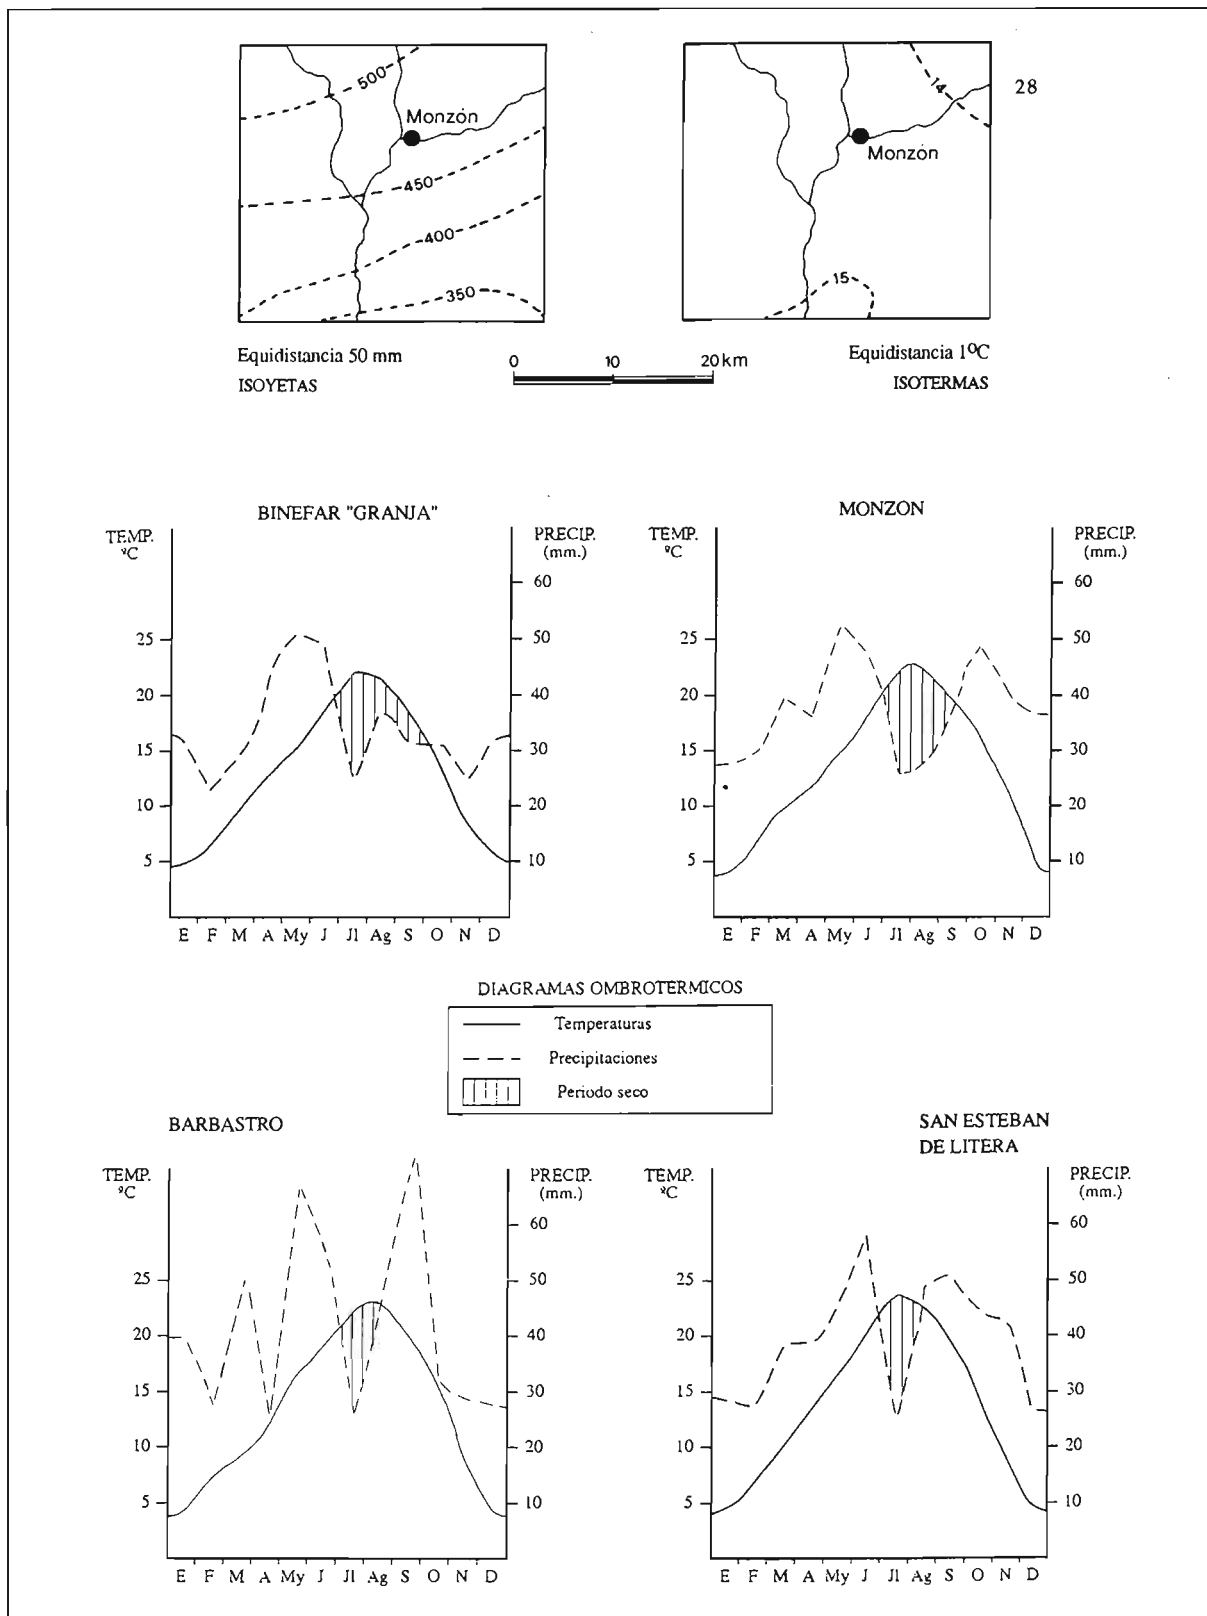 500
Monzón
450
400
350
14
28
Monzón
15
Equidistancia 50 mm
ISOYETAS
0 10 20 km
Equidistancia 1ºC
ISOTERMAS
BINEFAR "GRANJA"
TEMP.
ºC
PRECIP.
(mm.)
60
25 50
20 40
15 30
10 20
5 10
E F M A My J Jl Ag S O N D
MONZON
TEMP.
ºC
PRECIP.
(mm.)
60
25 50
20 40
15 30
10 20
5 10
E F M A My J Jl Ag S O N D
DIAGRAMAS OMBROTERMICOS
Temperaturas
Precipitaciones
Periodo seco
BARBASTRO
TEMP.
ºC
PRECIP.
(mm.)
60
25 50
20 40
15 30
10 20
5 10
E F M A My J Jl Ag S O N D
SAN ESTEBAN
DE LITERA
TEMP.
ºC
PRECIP.
(mm.)
60
25 50
20 40
15 30
10 20
5 10
E F M A My J Jl Ag S O N D